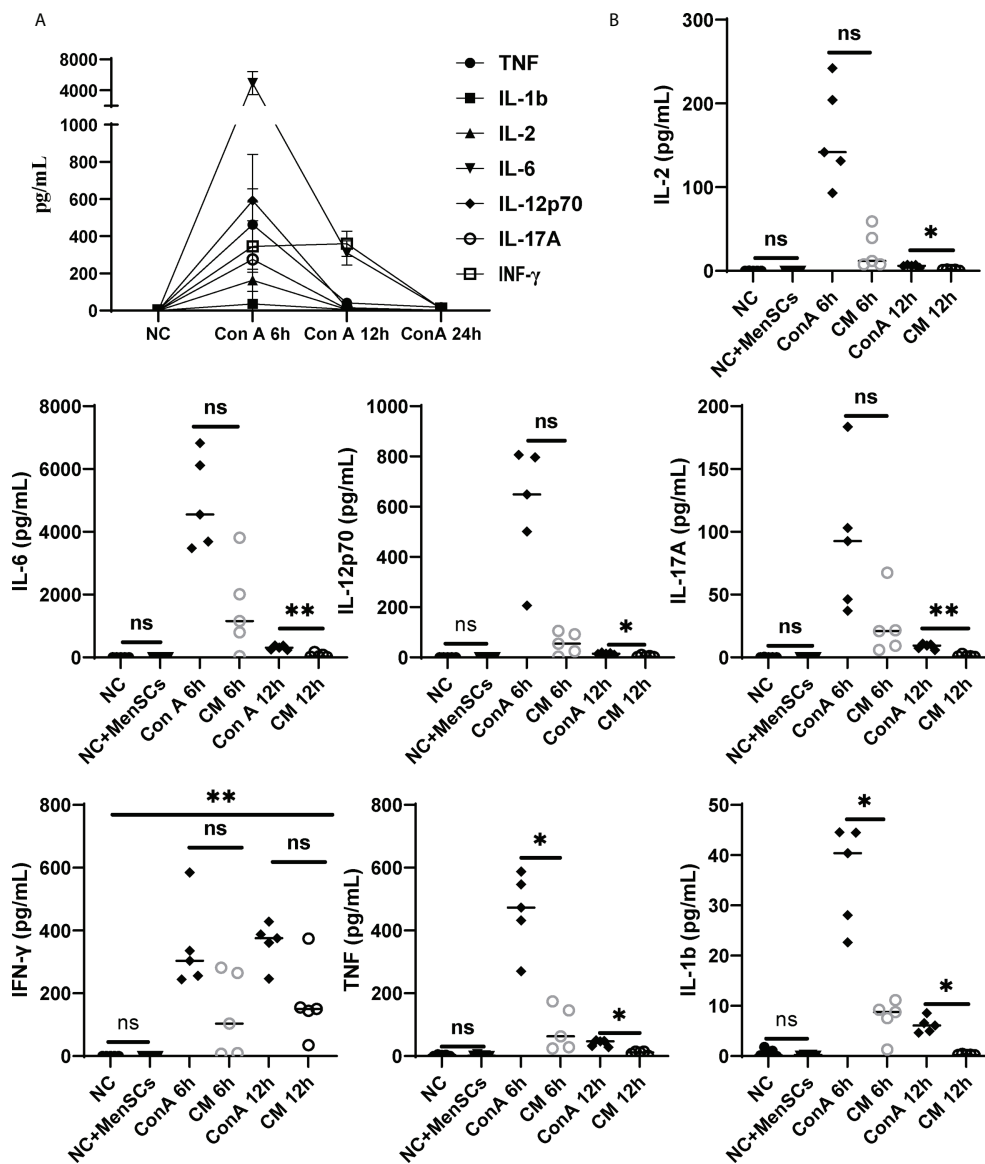 A
8000
4000
1000
800
600
400
200
0
pg/mL
NC
Con A 6h
Con A 12h
ConA 24h
TNF
IL-1b
IL-2
IL-6
IL-12p70
IL-17A
INF-γ
B
300
200
100
0
IL-2 (pg/mL)
ns
ns
*
NC
NC+MenSCs
ConA 6h
CM 6h
ConA 12h
CM 12h
8000
6000
4000
2000
0
IL-6 (pg/mL)
ns
ns
**
NC
NC+MenSCs
Con A 6h
CM 6h
Con A 12h
CM 12h
1000
800
600
400
200
0
IL-12p70 (pg/mL)
ns
ns
*
NC
NC+MenSCs
ConA 6h
CM 6h
ConA 12h
CM 12h
200
150
100
50
0
IL-17A (pg/mL)
ns
ns
**
NC
NC+MenSCs
ConA 6h
CM 6h
ConA 12h
CM 12h
800
600
400
200
0
IFN-γ (pg/mL)
**
ns
ns
ns
NC
NC+MenSCs
ConA 6h
CM 6h
ConA 12h
CM 12h
800
600
400
200
0
TNF (pg/mL)
ns
*
*
NC
NC+MenSCs
ConA 6h
CM 6h
ConA 12h
CM 12h
50
40
30
20
10
0
IL-1b (pg/mL)
ns
*
*
NC
NC+MenSCs
ConA 6h
CM 6h
ConA 12h
CM 12h